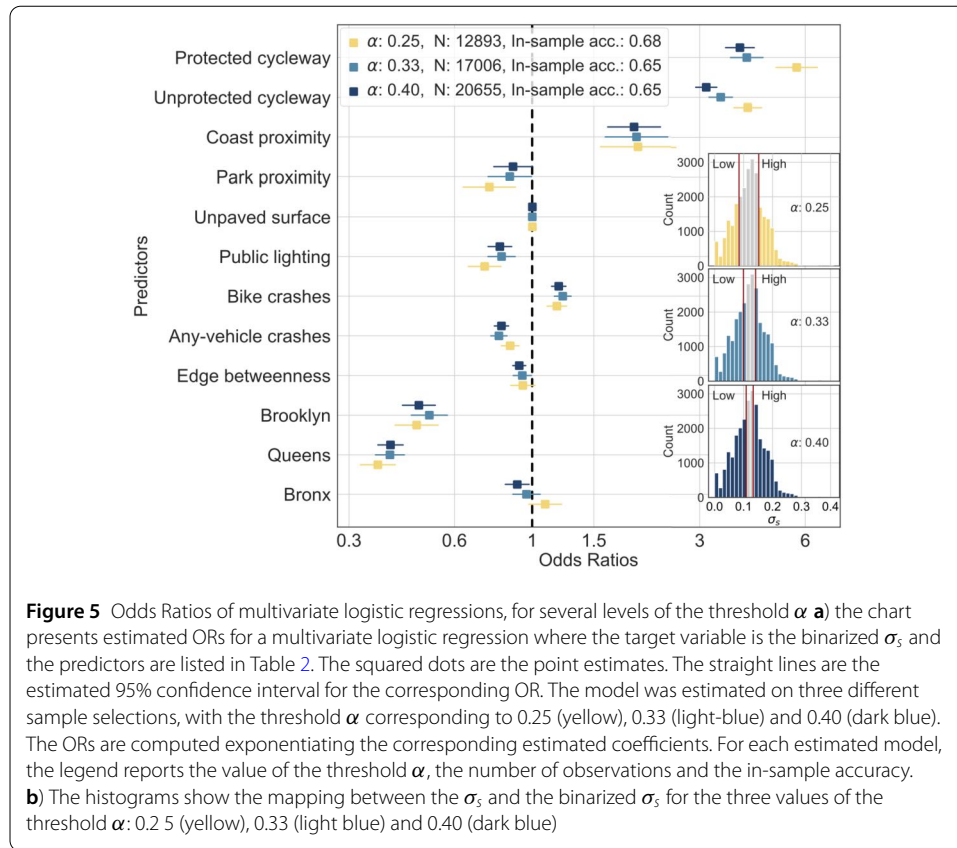 α: 0.25, N: 12893, In-sample acc.: 0.68
α: 0.33, N: 17006, In-sample acc.: 0.65
α: 0.40, N: 20655, In-sample acc.: 0.65
Predictors
Protected cycleway
Unprotected cycleway
Coast proximity
Park proximity
Unpaved surface
Public lighting
Bike crashes
Any-vehicle crashes
Edge betweenness
Brooklyn
Queens
Bronx
0.3 0.6 1 1.5 3 6
Odds Ratios
Low High
α: 0.25
Count
3000
2000
1000
0
Low High
α: 0.33
Count
3000
2000
1000
0
Low High
α: 0.40
Count
3000
2000
1000
0
0.0 0.1 0.2 0.3 0.4
σs
Figure 5 Odds Ratios of multivariate logistic regressions, for several levels of the threshold α a) the chart
presents estimated ORs for a multivariate logistic regression where the target variable is the binarized σs and
the predictors are listed in Table 2. The squared dots are the point estimates. The straight lines are the
estimated 95% confidence interval for the corresponding OR. The model was estimated on three different
sample selections, with the threshold α corresponding to 0.25 (yellow), 0.33 (light-blue) and 0.40 (dark blue).
The ORs are computed exponentiating the corresponding estimated coefficients. For each estimated model,
the legend reports the value of the threshold α, the number of observations and the in-sample accuracy.
b) The histograms show the mapping between the σs and the binarized σs for the three values of the
threshold α: 0.2 5 (yellow), 0.33 (light blue) and 0.40 (dark blue)